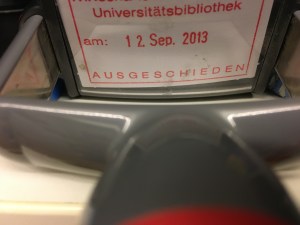 Universitätsbibliothek
am: 12. Sep. 2013
AUSGESCHIEDEN